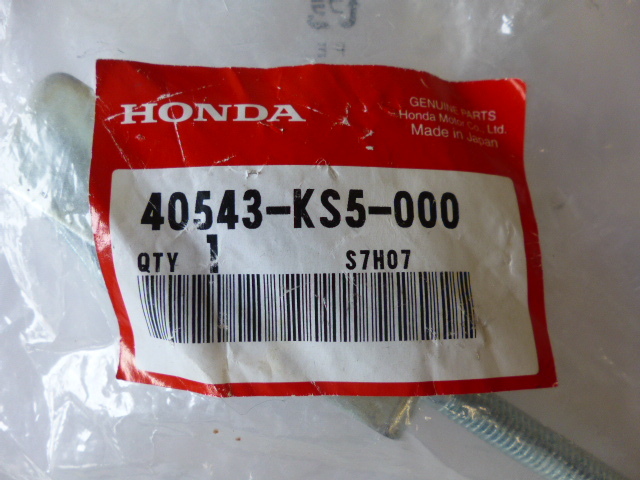 HONDA
GENUINE PARTS
Honda Motor Co., Ltd.
Made in Japan
40543-KS5-000
QTY 1 S7H07